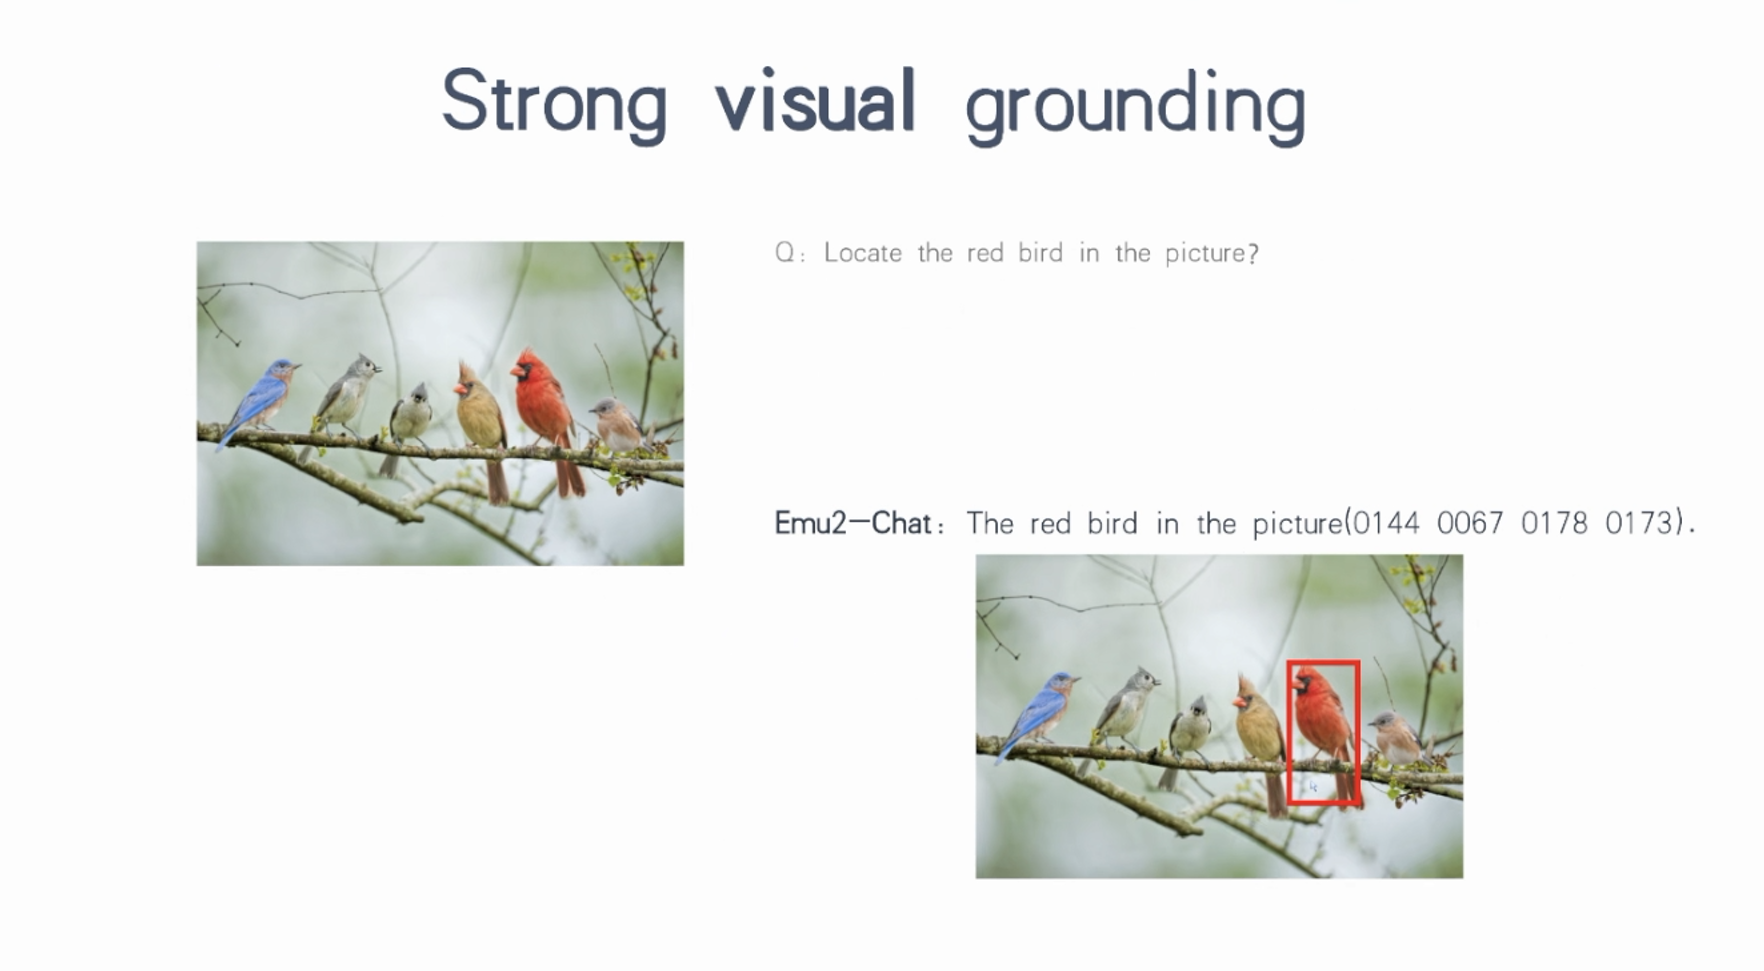 Strong visual grounding
Q: Locate the red bird in the picture?
Emu2-Chat: The red bird in the picture(0144 0067 0178 0173).